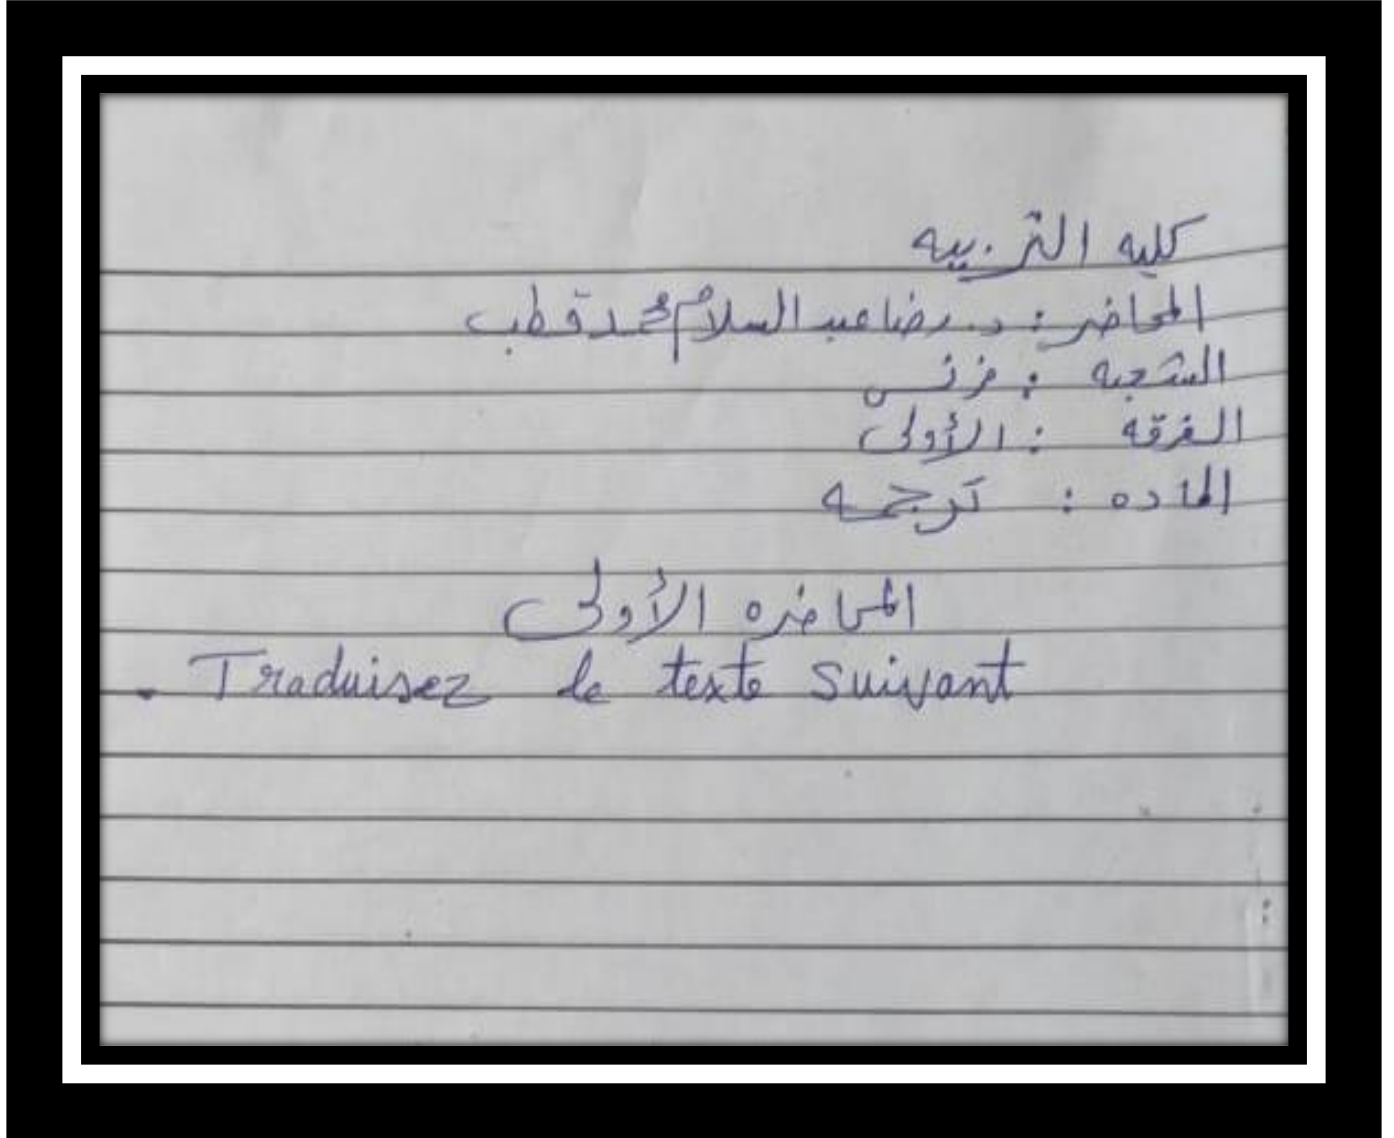 كليه التربيه
المحاضر : د. رضا عبد السلام محمد قطب
الشعبه : فرنسى
الفرقه : الأولى
الماده : ترجمه
المحاضره الأولى
. Traduisez le texte suivant